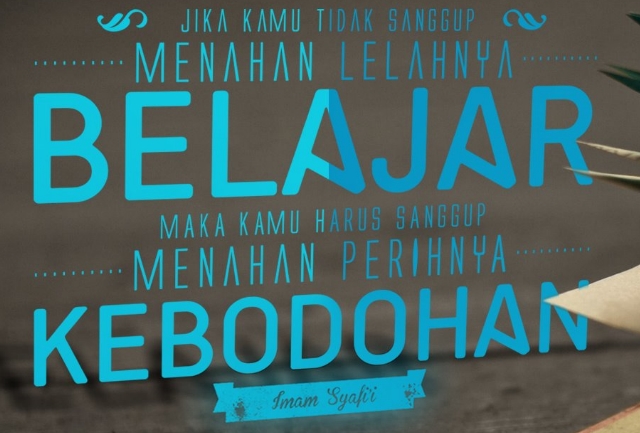 JIKA KAMU TIDAK SANGGUP
MENAHAN LELAHNYA
BELAJAR
MAKA KAMU HARUS SANGGUP
MENAHAN PERIHNYA
KEBODOHAN
Imam Syafi'i